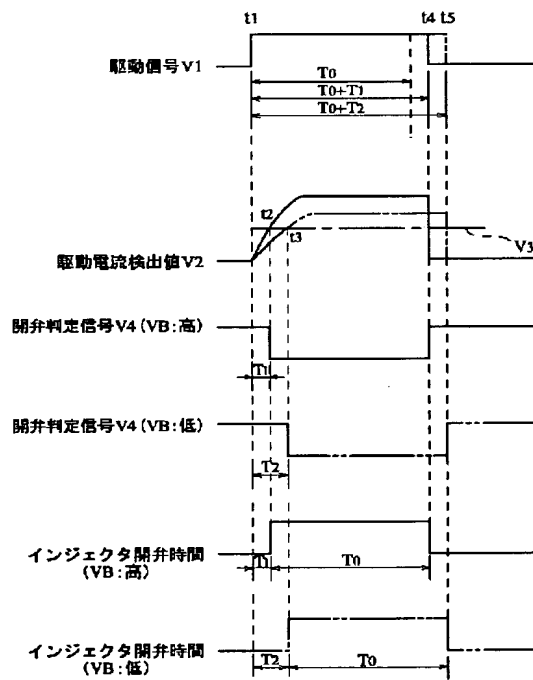 t1
t4
t5
駆動信号V1
T0
T0+T1
T0+T2
t2
t3
V3
駆動電流検出値V2
開弁判定信号V4(VB:高)
T1
開弁判定信号V4(VB:低)
T2
インジェクタ開弁時間
(VB:高)
T1
T0
インジェクタ開弁時間
(VB:低)
T2
T0